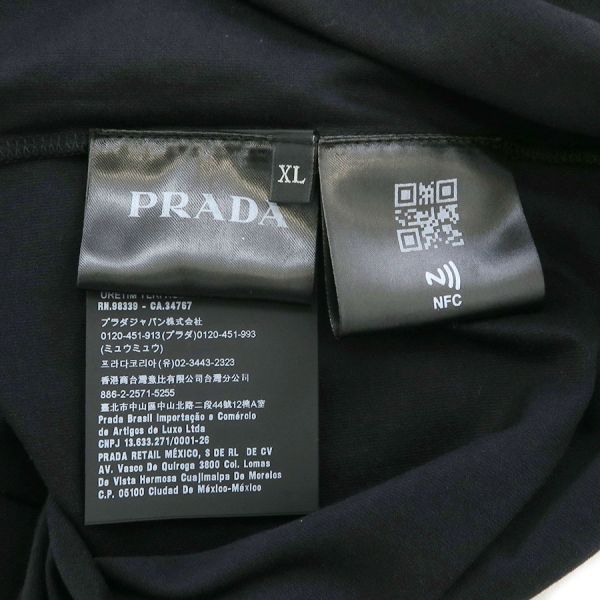 XL
PRADA
NFC
RN.98339 - CA.34767
プラダジャパン株式会社
0120-451-913 (プラダ) 0120-451-993
(ミュウミュウ)
프라다코리아 (유) 02-3443-2323
香港商台灣繆比有限公司台灣分公司
886-2-2571-5255
臺北市中山區中山北路二段44號12樓A室
Prada Brasil Importação e Comércio
de Artigos de Luxo Ltda
CNPJ 13.633.271/0001-26
PRADA RETAIL MÉXICO, S DE RL DE CV
AV. Vasco De Quiroga 3800 Col. Lomas
De Vista Hermosa Cuajimalpa De Morelos
C.P. 05100 Ciudad De México-México